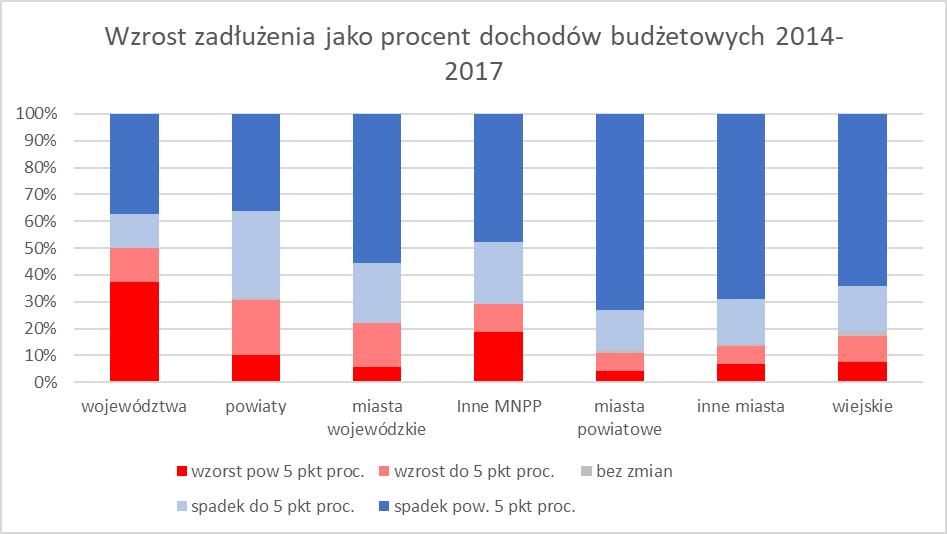 Wzrost zadłużenia jako procent dochodów budżetowych 2014-
2017
100%
90%
80%
70%
60%
50%
40%
30%
20%
10%
0%
województwa
powiaty
miasta
wojewódzkie
Inne MNPP
miasta
powiatowe
inne miasta
wiejskie
wzorst pow 5 pkt proc.
wzrost do 5 pkt proc.
bez zmian
spadek do 5 pkt proc.
spadek pow. 5 pkt proc.